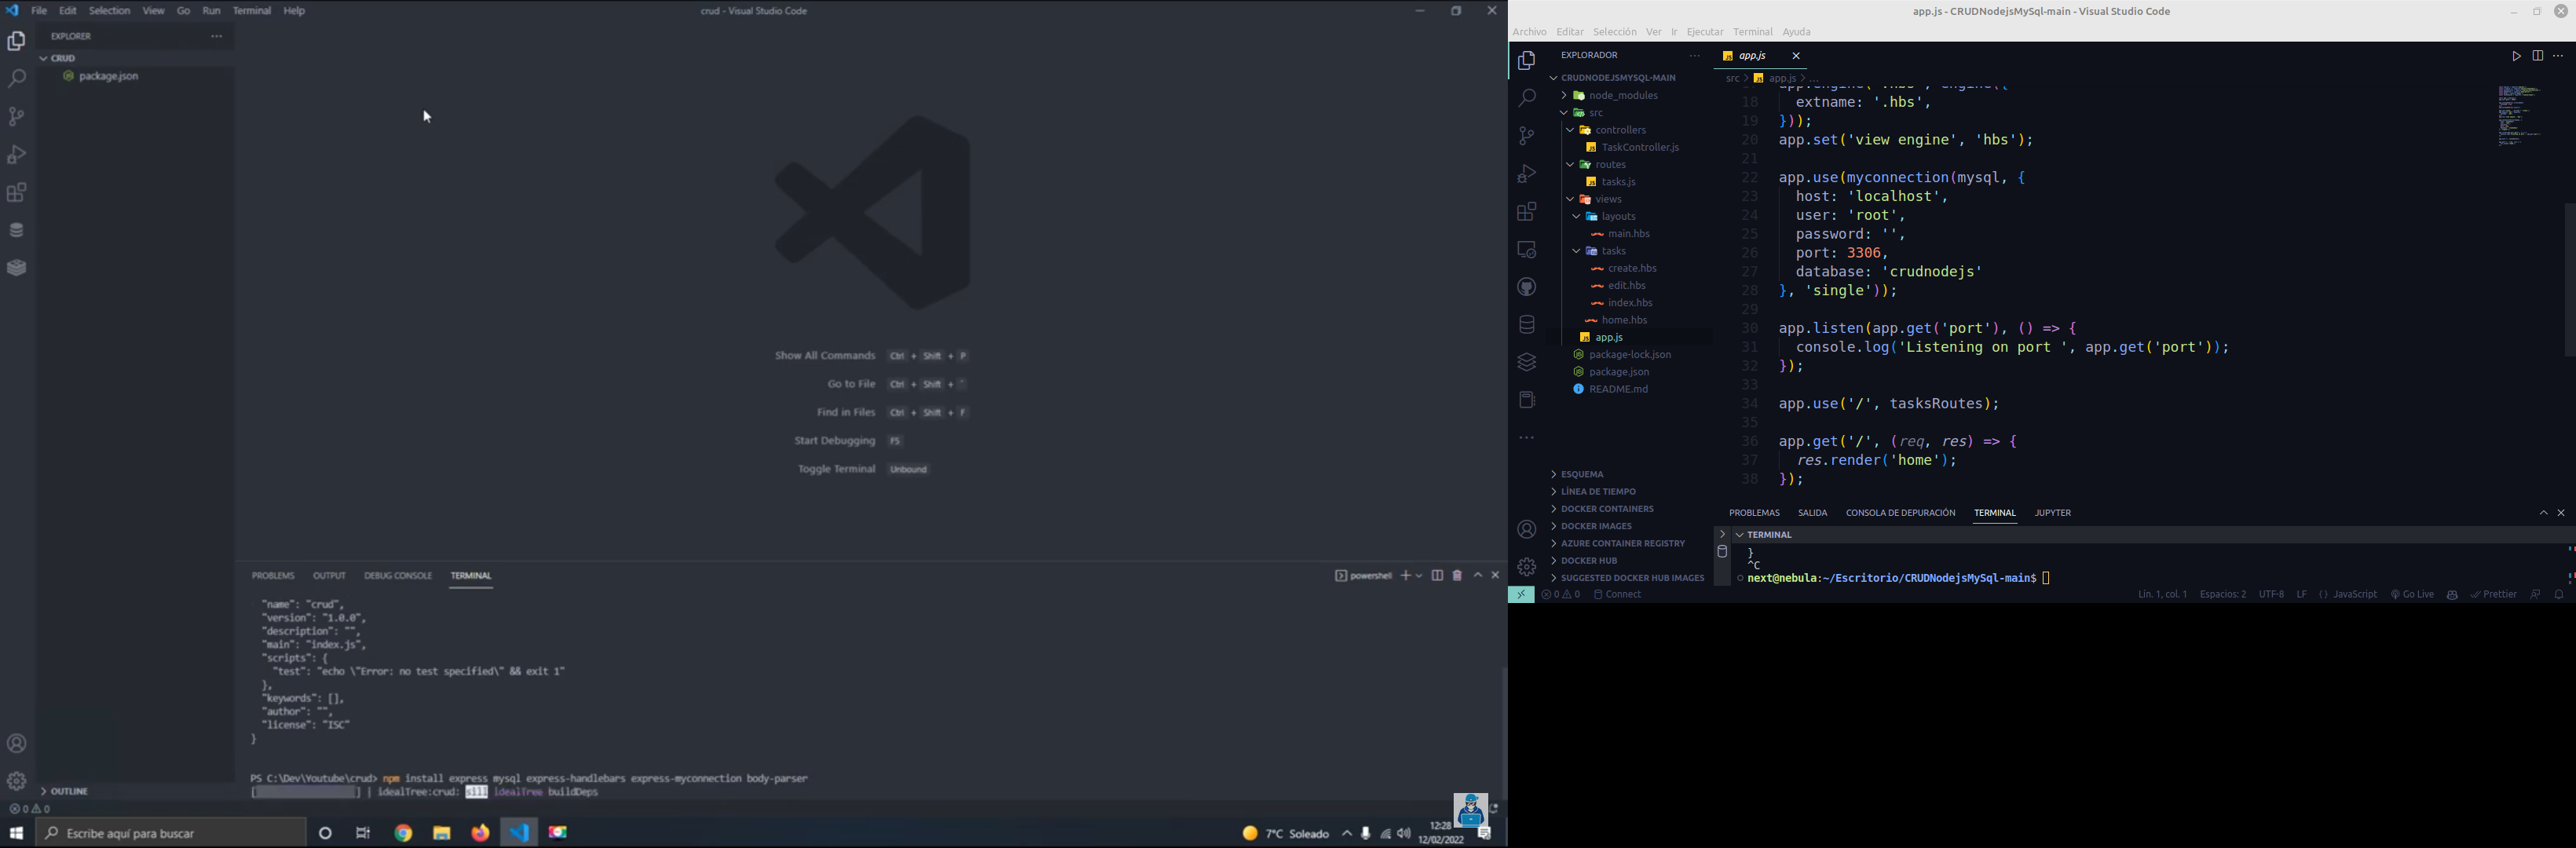 File Edit Selection View Go Run Terminal Help
crud - Visual Studio Code
EXPLORER
CRUD
package.json
Show All Commands Ctrl + Shift + P
Go to File Ctrl + Shift + ´
Find in Files Ctrl + Shift + F
Start Debugging F5
Toggle Terminal Unbound
PROBLEMS OUTPUT DEBUG CONSOLE TERMINAL
powershell
"name": "crud",
"version": "1.0.0",
"description": "",
"main": "index.js",
"scripts": {
"test": "echo \"Error: no test specified\" && exit 1"
},
"keywords": [],
"author": "",
"license": "ISC"
}
PS C:\Dev\Youtube\crud> npm install express mysql express-handlebars express-myconnection body-parser
[ ] | idealTree:crud: sill idealTree buildDeps
OUTLINE
0 0
Escribe aquí para buscar
7°C Soleado
12:28
12/02/2022
app.js - CRUDNodejsMySql-main - Visual Studio Code
Archivo Editar Selección Ver Ir Ejecutar Terminal Ayuda
EXPLORADOR
CRUDNODEJSMYSQL-MAIN
node_modules
src
controllers
TaskController.js
routes
tasks.js
views
layouts
main.hbs
tasks
create.hbs
edit.hbs
index.hbs
home.hbs
app.js
package-lock.json
package.json
README.md
ESQUEMA
LÍNEA DE TIEMPO
DOCKER CONTAINERS
DOCKER IMAGES
AZURE CONTAINER REGISTRY
DOCKER HUB
SUGGESTED DOCKER HUB IMAGES
app.js
src > app.js > ...
18 extname: '.hbs',
19 }));
20 app.set('view engine', 'hbs');
21
22 app.use(myconnection(mysql, {
23 host: 'localhost',
24 user: 'root',
25 password: '',
26 port: 3306,
27 database: 'crudnodejs'
28 }, 'single'));
29
30 app.listen(app.get('port'), () => {
31 console.log('Listening on port ', app.get('port'));
32 });
33
34 app.use('/', tasksRoutes);
35
36 app.get('/', (req, res) => {
37 res.render('home');
38 });
PROBLEMAS SALIDA CONSOLA DE DEPURACIÓN TERMINAL JUPYTER
TERMINAL
}
^C
next@nebula:~/Escritorio/CRUDNodejsMySql-main$
0 0 Connect
Lín. 1, col. 1 Espacios: 2 UTF-8 LF {} JavaScript Go Live Prettier